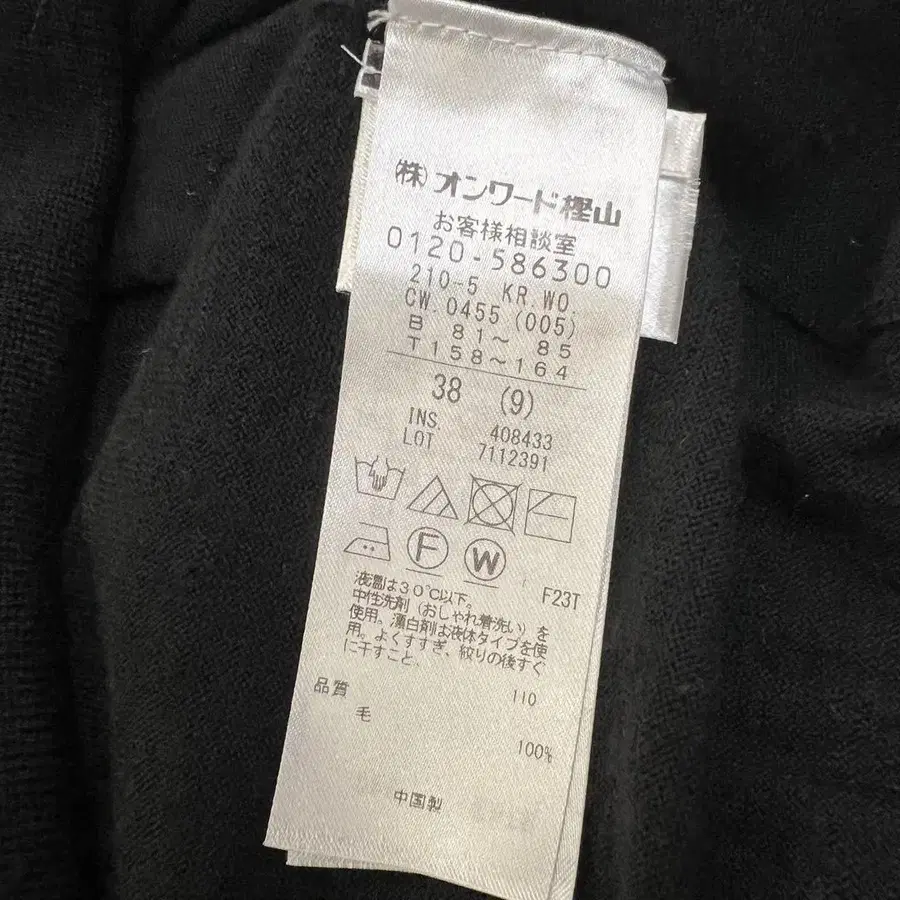 (株)オンワード樫山
お客様相談室
0120-586300
210-5 KR.WO.
CW.0455(005)
B 81~ 85
T158~164
38 (9)
INS. 408433
LOT 7112391
F W
F23T
液温は30℃以下。
中性洗剤(おしゃれ着洗い)を
使用。漂白剤は液体タイプを使
用。よくすすぎ、絞りの後すぐ
に干すこと。
110
品質
毛
100%
中国製